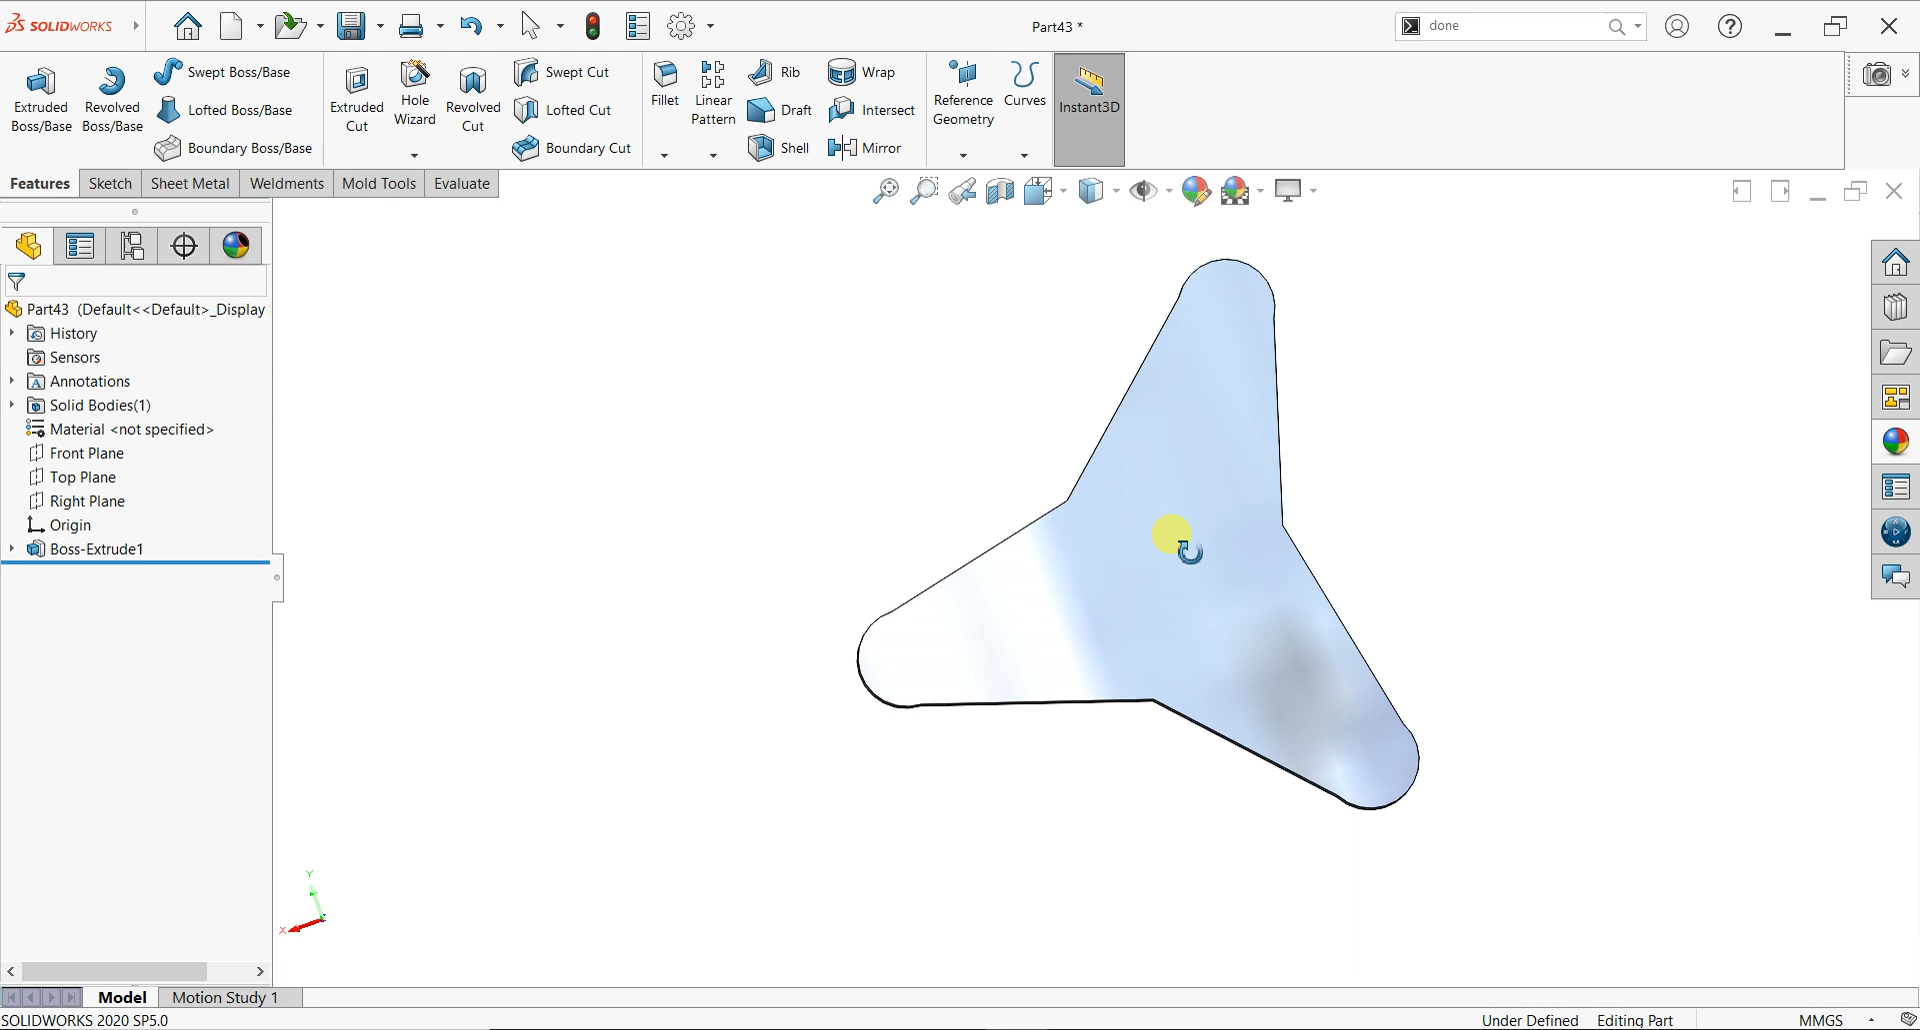 SOLIDWORKS
Part43 *
done
Extruded Boss/Base
Revolved Boss/Base
Swept Boss/Base
Lofted Boss/Base
Boundary Boss/Base
Extruded Cut
Hole Wizard
Revolved Cut
Swept Cut
Lofted Cut
Boundary Cut
Fillet
Linear Pattern
Rib
Draft
Shell
Wrap
Intersect
Mirror
Reference Geometry
Curves
Instant3D
Features
Sketch
Sheet Metal
Weldments
Mold Tools
Evaluate
Part43 (Default<<Default>_Display
History
Sensors
A Annotations
Solid Bodies(1)
Material <not specified>
Front Plane
Top Plane
Right Plane
Origin
Boss-Extrude1
Y
X
Model
Motion Study 1
SOLIDWORKS 2020 SP5.0
Under Defined
Editing Part
MMGS